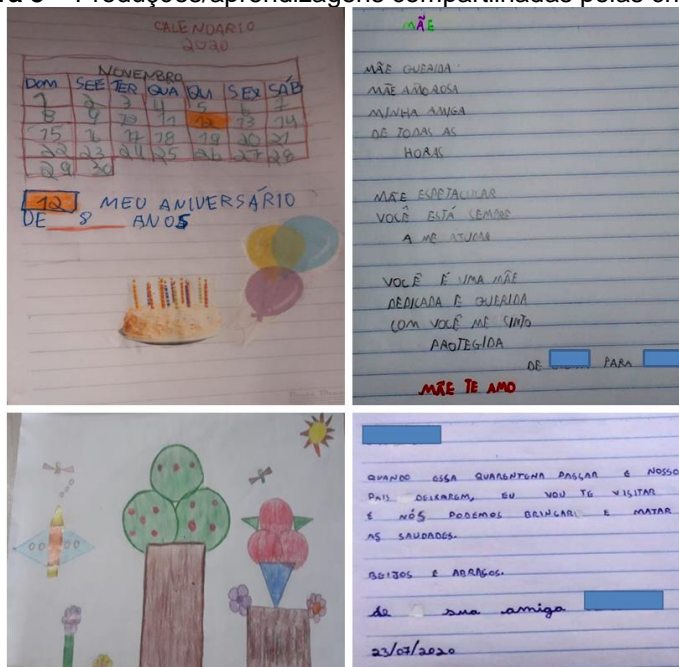 Produções/aprendizagens compartilhadas pelas
CALENDARIO
2020
NOVEMBRO
DOM SEE TER QUA QUI SEX SÁB
1 2 3 4 5 6 7
8 9 10 11 12 13 14
15 16 17 18 19 20 21
22 23 24 25 26 27 28
29 30
12 MEU ANIVERSÁRIO
DE 8 ANOS
MÃE
MÃE QUERIDA
MÃE AMOROSA
MINHA AMIGA
DE TODAS AS
HORAS
MÃE ESPETACULAR
VOCÊ ESTÁ SEMPRE
A ME AJUDAR
VOCÊ É UMA MÃE
DEDICADA E QUERIDA
COM VOCÊ ME SINTO
PROTEGIDA
DE PARA
MÃE TE AMO
QUANDO ESSA QUARENTENA PASSAR E NOSSO
PAIS DEIXAREM, EU VOU TE VISITAR
E NÓS PODEMOS BRINCAR E MATAR
AS SAUDADES.
BEIJOS E ABRAÇOS.
de sua amiga
23/07/2020